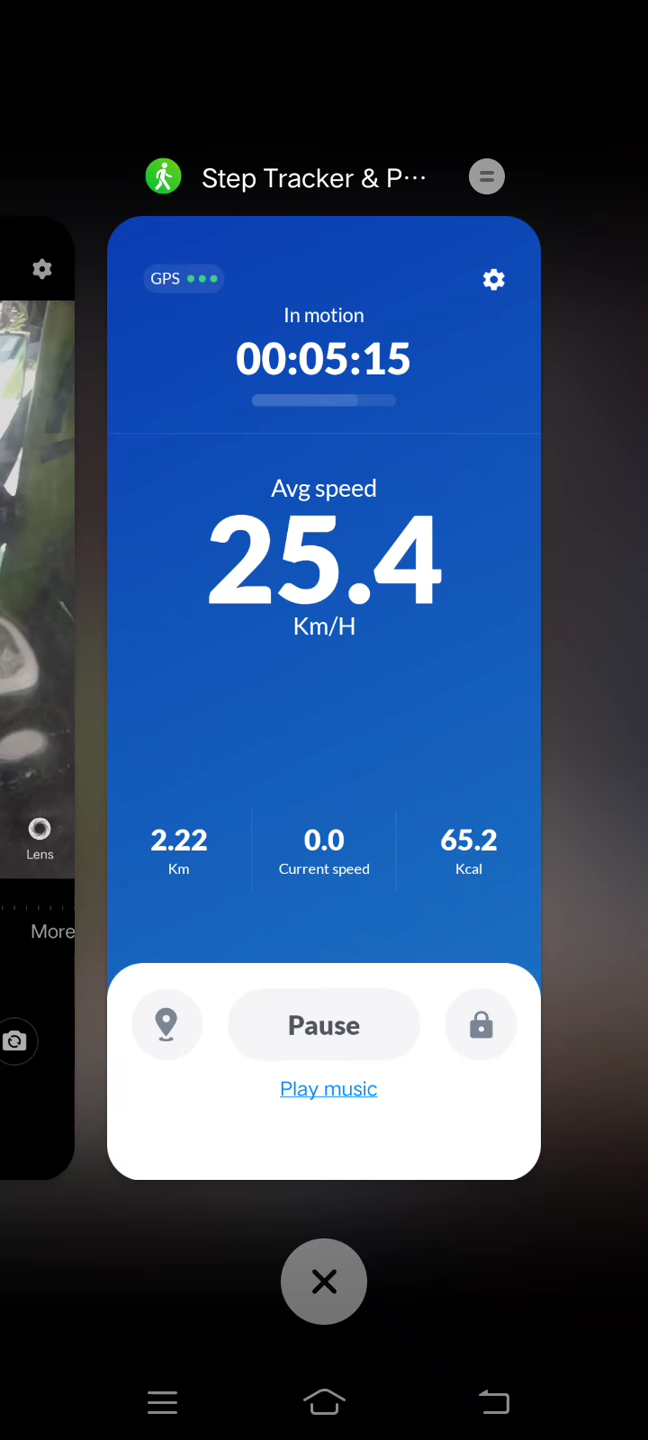 Step Tracker & P···
GPS
In motion
00:05:15
Avg speed
25.4
Km/H
2.22
Km
0.0
Current speed
65.2
Kcal
Pause
Play music
Lens
More